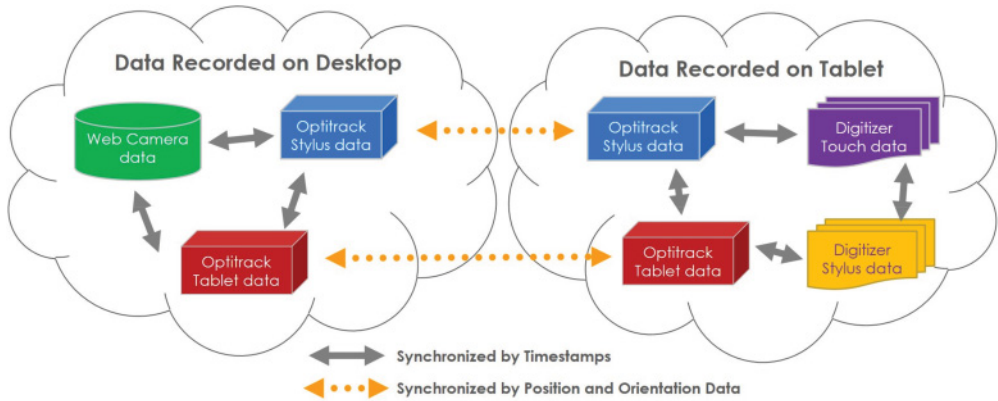 Data Recorded on Desktop
Web Camera
data
Optitrack
Stylus data
Optitrack
Tablet data
Data Recorded on Tablet
Optitrack
Stylus data
Digitizer
Touch data
Optitrack
Tablet data
Digitizer
Stylus data
Synchronized by Timestamps
Synchronized by Position and Orientation Data